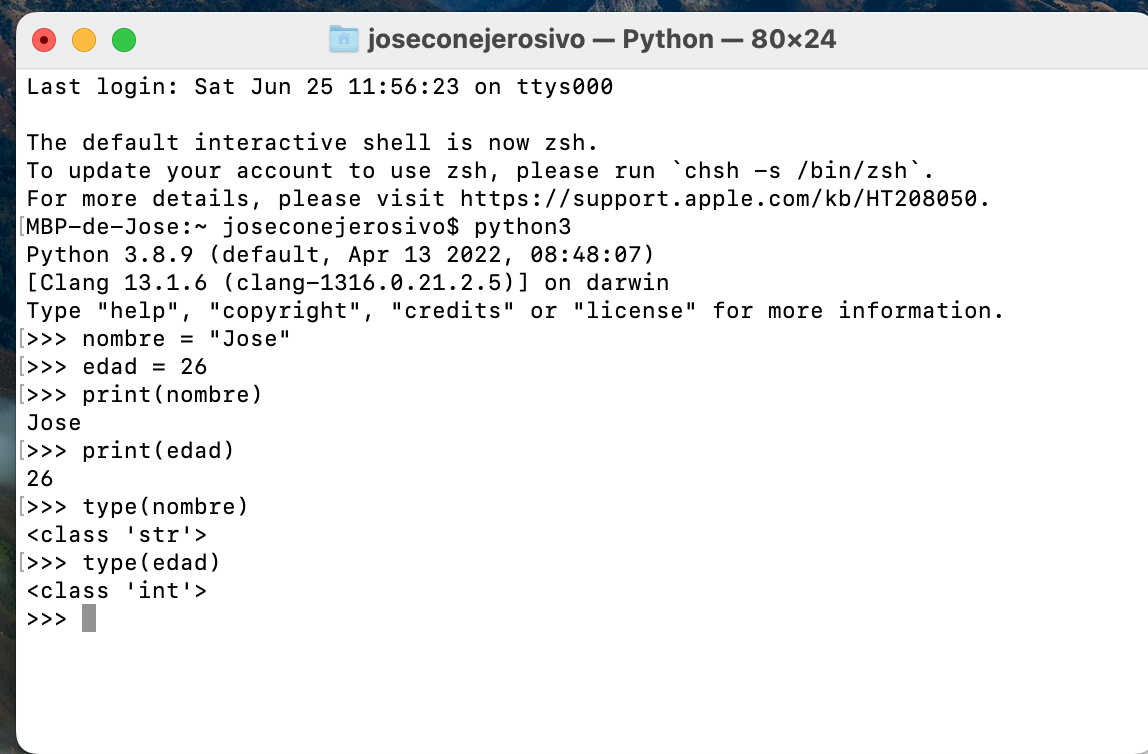 joseconejerosivo — Python — 80×24
Last login: Sat Jun 25 11:56:23 on ttys000
The default interactive shell is now zsh.
To update your account to use zsh, please run `chsh -s /bin/zsh`.
For more details, please visit https://support.apple.com/kb/HT208050.
[MBP-de-Jose:~ joseconejerosivo$ python3
Python 3.8.9 (default, Apr 13 2022, 08:48:07)
[Clang 13.1.6 (clang-1316.0.21.2.5)] on darwin
Type "help", "copyright", "credits" or "license" for more information.
[>>> nombre = "Jose"
[>>> edad = 26
[>>> print(nombre)
Jose
[>>> print(edad)
26
[>>> type(nombre)
<class 'str'>
[>>> type(edad)
<class 'int'>
>>>